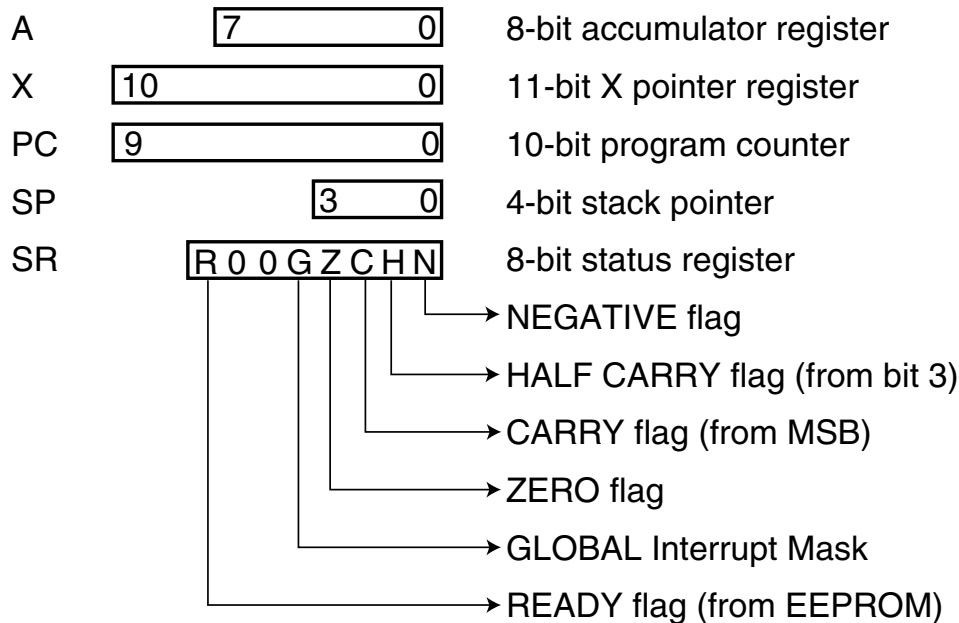 A 7 0 8-bit accumulator register
X 10 0 11-bit X pointer register
PC 9 0 10-bit program counter
SP 3 0 4-bit stack pointer
SR R 0 0 G Z C H N 8-bit status register
NEGATIVE flag
HALF CARRY flag (from bit 3)
CARRY flag (from MSB)
ZERO flag
GLOBAL Interrupt Mask
READY flag (from EEPROM)